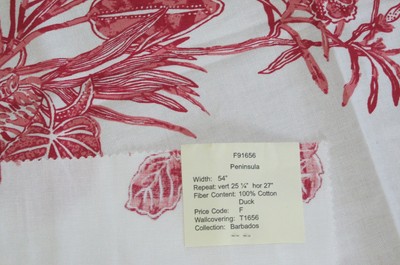 F91656
Peninsula
Width: 54"
Repeat: vert 25 ¼" hor 27"
Fiber Content: 100% Cotton
Duck
Price Code: F
Wallcovering: T1656
Collection: Barbados